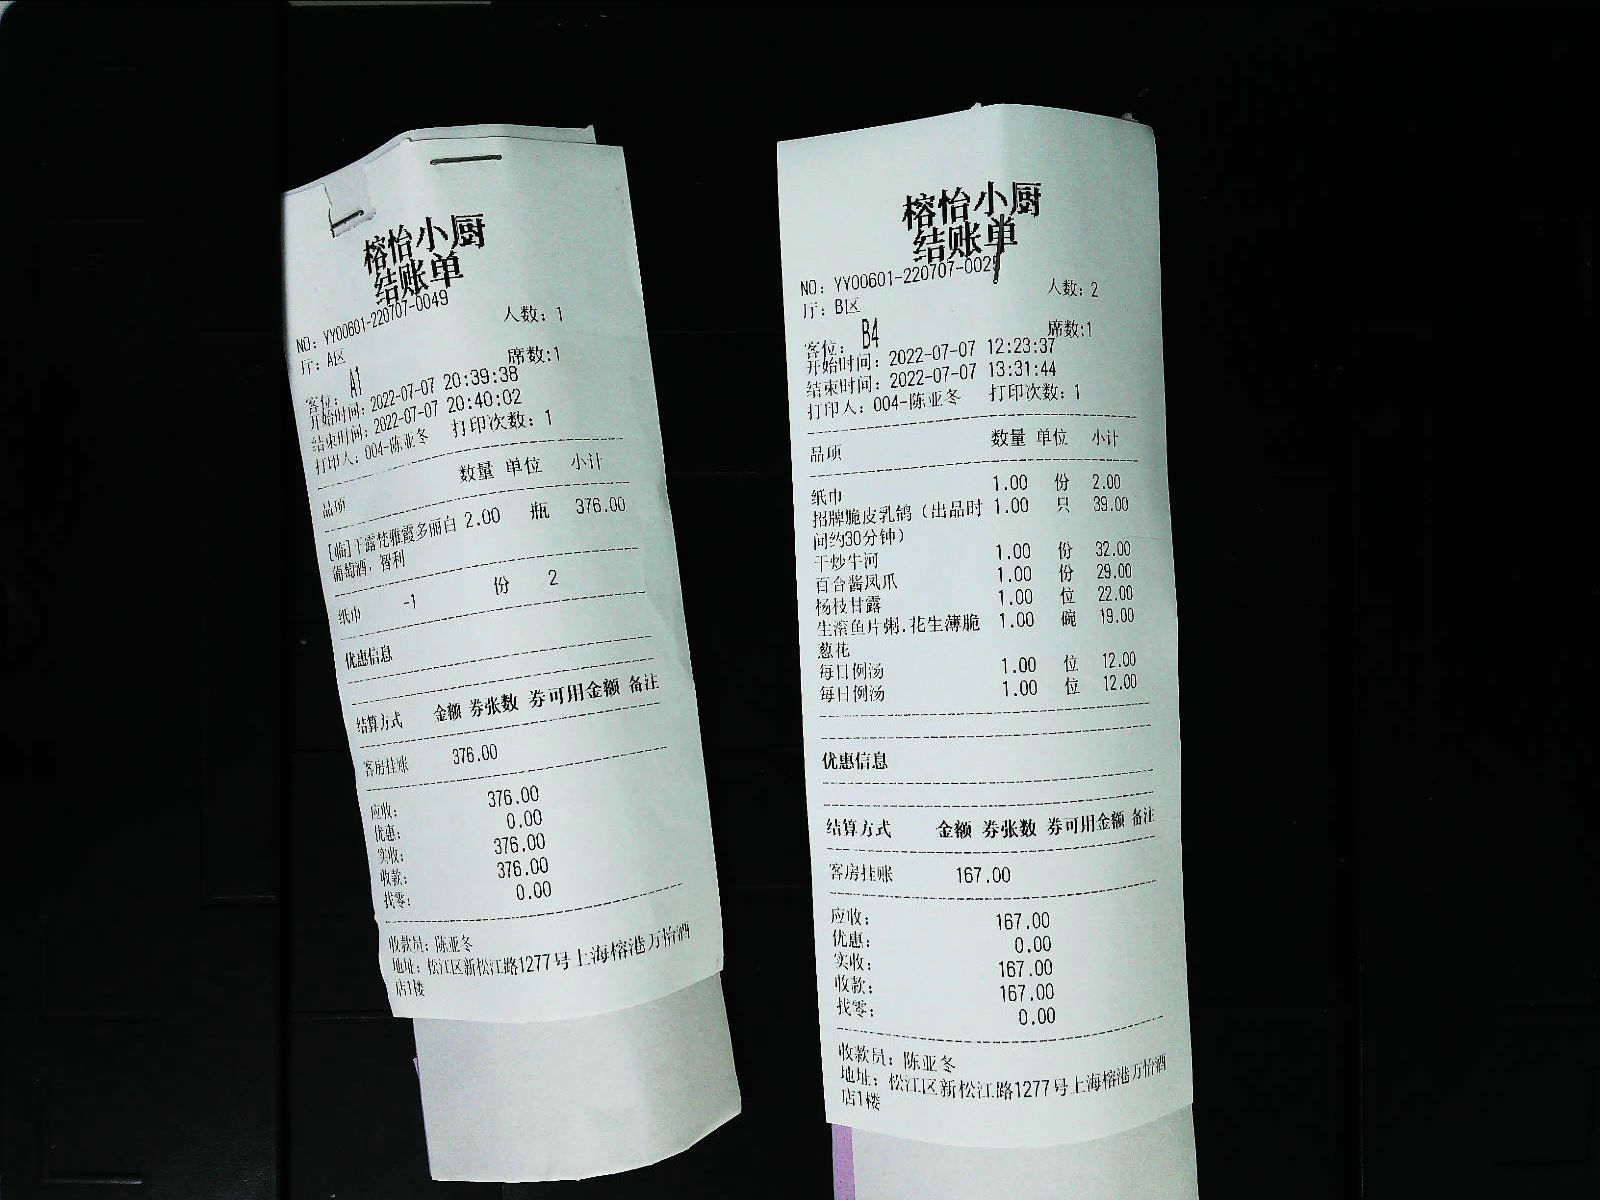 榕怡小厨
结账单
NO: YY00601-220707-0049
厅: A区
人数: 1
客位: A1
席数:1
开始时间: 2022-07-07 20:39:38
结束时间: 2022-07-07 20:40:02
打印人: 004-陈亚冬 打印次数: 1
品项 数量 单位 小计
[临]干露梵雅霞多丽白 2.00 瓶 376.00
葡萄酒，智利
纸巾 -1 份 2
优惠信息
结算方式 金额 券张数 券可用金额 备注
客房挂账 376.00
应收: 376.00
优惠: 0.00
实收: 376.00
收款: 376.00
找零: 0.00
收款员: 陈亚冬
地址: 松江区新松江路1277号上海榕港万怡酒
店1楼
榕怡小厨
结账单
NO: YY00601-220707-002
厅: B区
人数: 2
客位: B4
席数:1
开始时间: 2022-07-07 12:23:37
结束时间: 2022-07-07 13:31:44
打印人: 004-陈亚冬 打印次数: 1
品项 数量 单位 小计
纸巾 1.00 份 2.00
招牌脆皮乳鸽（出品时 1.00 只 39.00
间约30分钟）
干炒牛河 1.00 份 32.00
百台酱凤爪 1.00 份 29.00
杨枝甘露 1.00 位 22.00
生滚鱼片粥,花生薄脆 1.00 碗 19.00
葱花
每日例汤 1.00 位 12.00
每日例汤 1.00 位 12.00
优惠信息
结算方式 金额 券张数 券可用金额 备注
客房挂账 167.00
应收: 167.00
优惠: 0.00
实收: 167.00
收款: 167.00
找零: 0.00
收款员: 陈亚冬
地址: 松江区新松江路1277号上海榕港万怡酒
店1楼